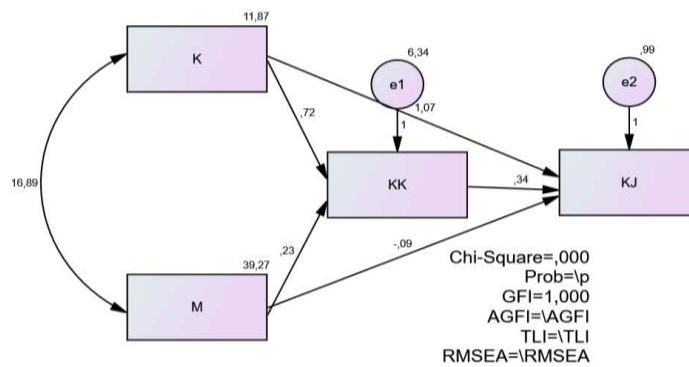 11,87
K
6,34
e1
,99
e2
,72
1,07
1
1
16,89
KK
,34
KJ
,23
-,09
39,27
M
Chi-Square=,000
Prob=\p
GFI=1,000
AGFI=\AGFI
TLI=\TLI
RMSEA=\RMSEA